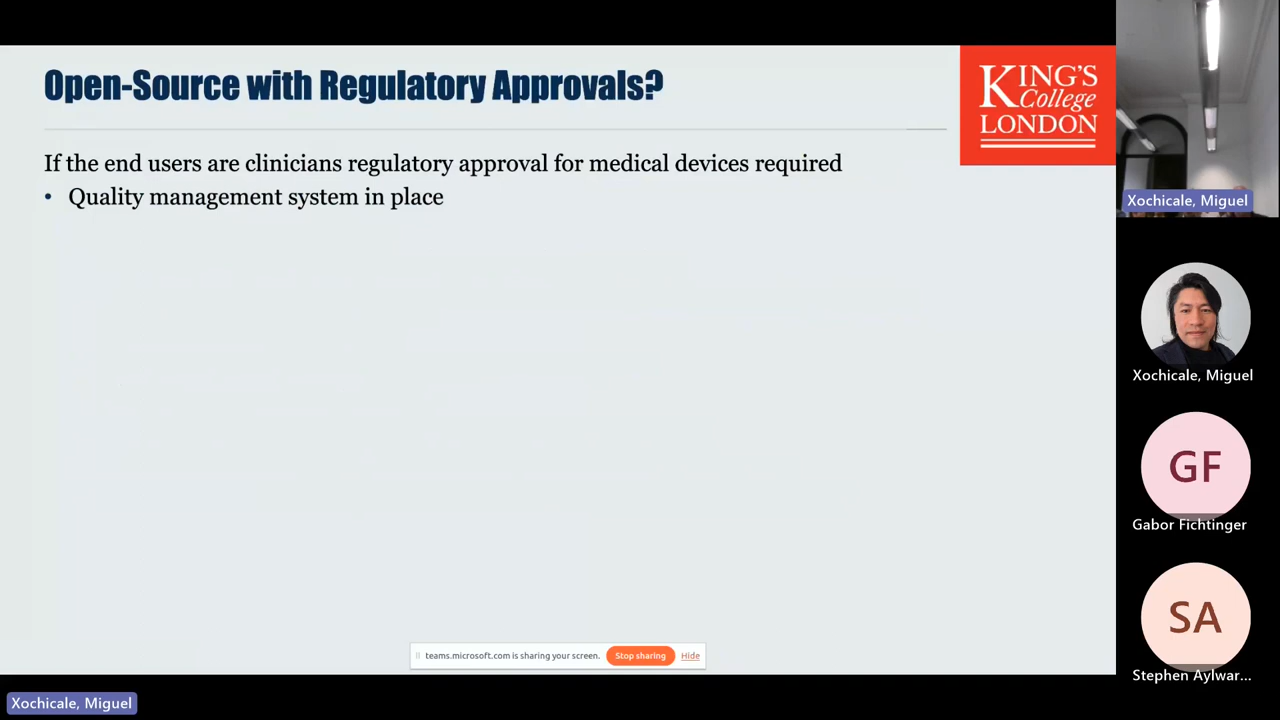 Open-Source with Regulatory Approvals?
KING'S
College
LONDON
If the end users are clinicians regulatory approval for medical devices required
• Quality management system in place
Xochicale, Miguel
Xochicale, Miguel
GF
Gabor Fichtinger
SA
Stephen Aylwar...
teams.microsoft.com is sharing your screen. Stop sharing Hide
Xochicale, Miguel